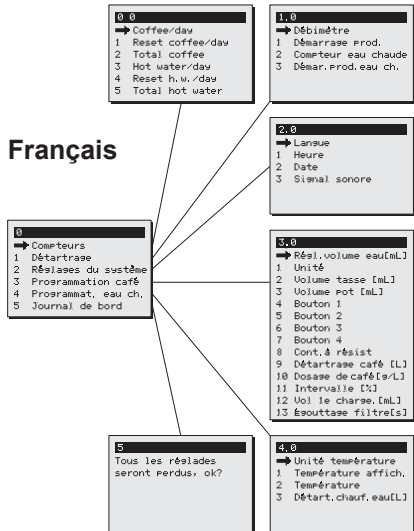 0 0
Coffee/day
1 Reset coffee/day
2 Total coffee
3 Hot water/day
4 Reset h.w./day
5 Total hot water
1.0
Débimètre
1 Démarrage prod.
2 Compteur eau chaude
3 Démar.prod.eau ch.
Français
2.0
Langue
1 Heure
2 Date
3 Signal sonore
0
Compteurs
1 Détartrage
2 Réglages du système
3 Programmation café
4 Programmat. eau ch.
5 Journal de bord
3.0
Régl.volume eau[mL]
1 Unité
2 Volume tasse [mL]
3 Volume pot [mL]
4 Bouton 1
5 Bouton 2
6 Bouton 3
7 Bouton 4
8 Cont.à résist
9 Détartrage café [L]
10 Dosage de café[g/L]
11 Intervalle [%]
12 Vol 1e charge.[mL]
13 Égouttage filtre[s]
5
Tous les réglades
seront perdus, ok?
4.0
Unité température
1 Température affich.
2 Température
3 Détart.chauf.eau[L]